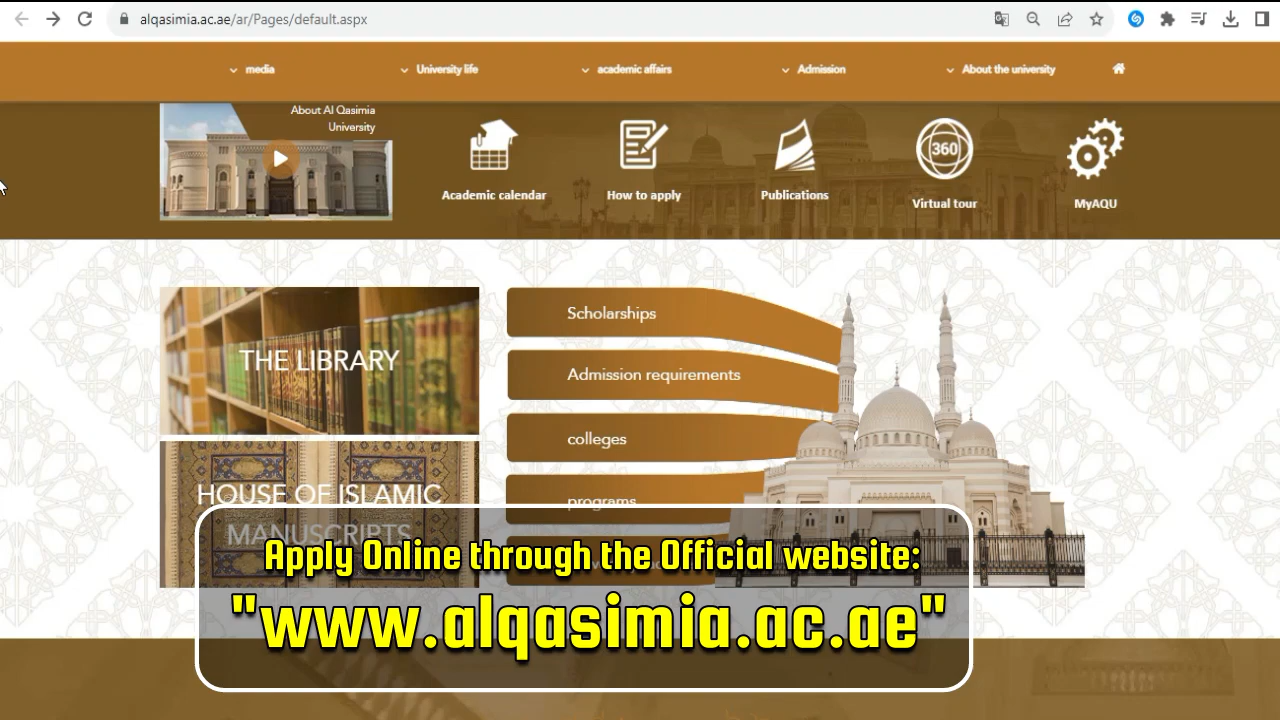 alqasimia.ac.ae/ar/Pages/default.aspx
media
University life
academic affairs
Admission
About the university
About Al Qasimia
University
360
Academic calendar
How to apply
Publications
Virtual tour
MyAQU
THE LIBRARY
HOUSE OF ISLAMIC
MANUSCRIPTS
Scholarships
Admission requirements
colleges
programs
Apply Online through the Official website:
"www.alqasimia.ac.ae"